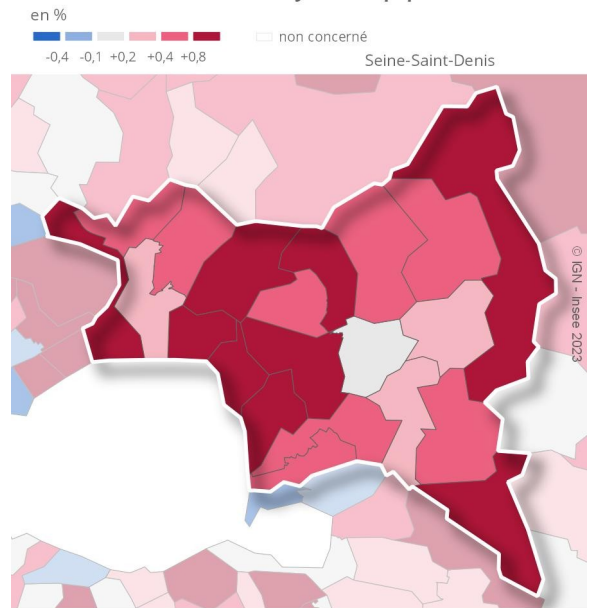 en %
non concerné
-0,4 -0,1 +0,2 +0,4 +0,8
Seine-Saint-Denis
© IGN - Insee 2023